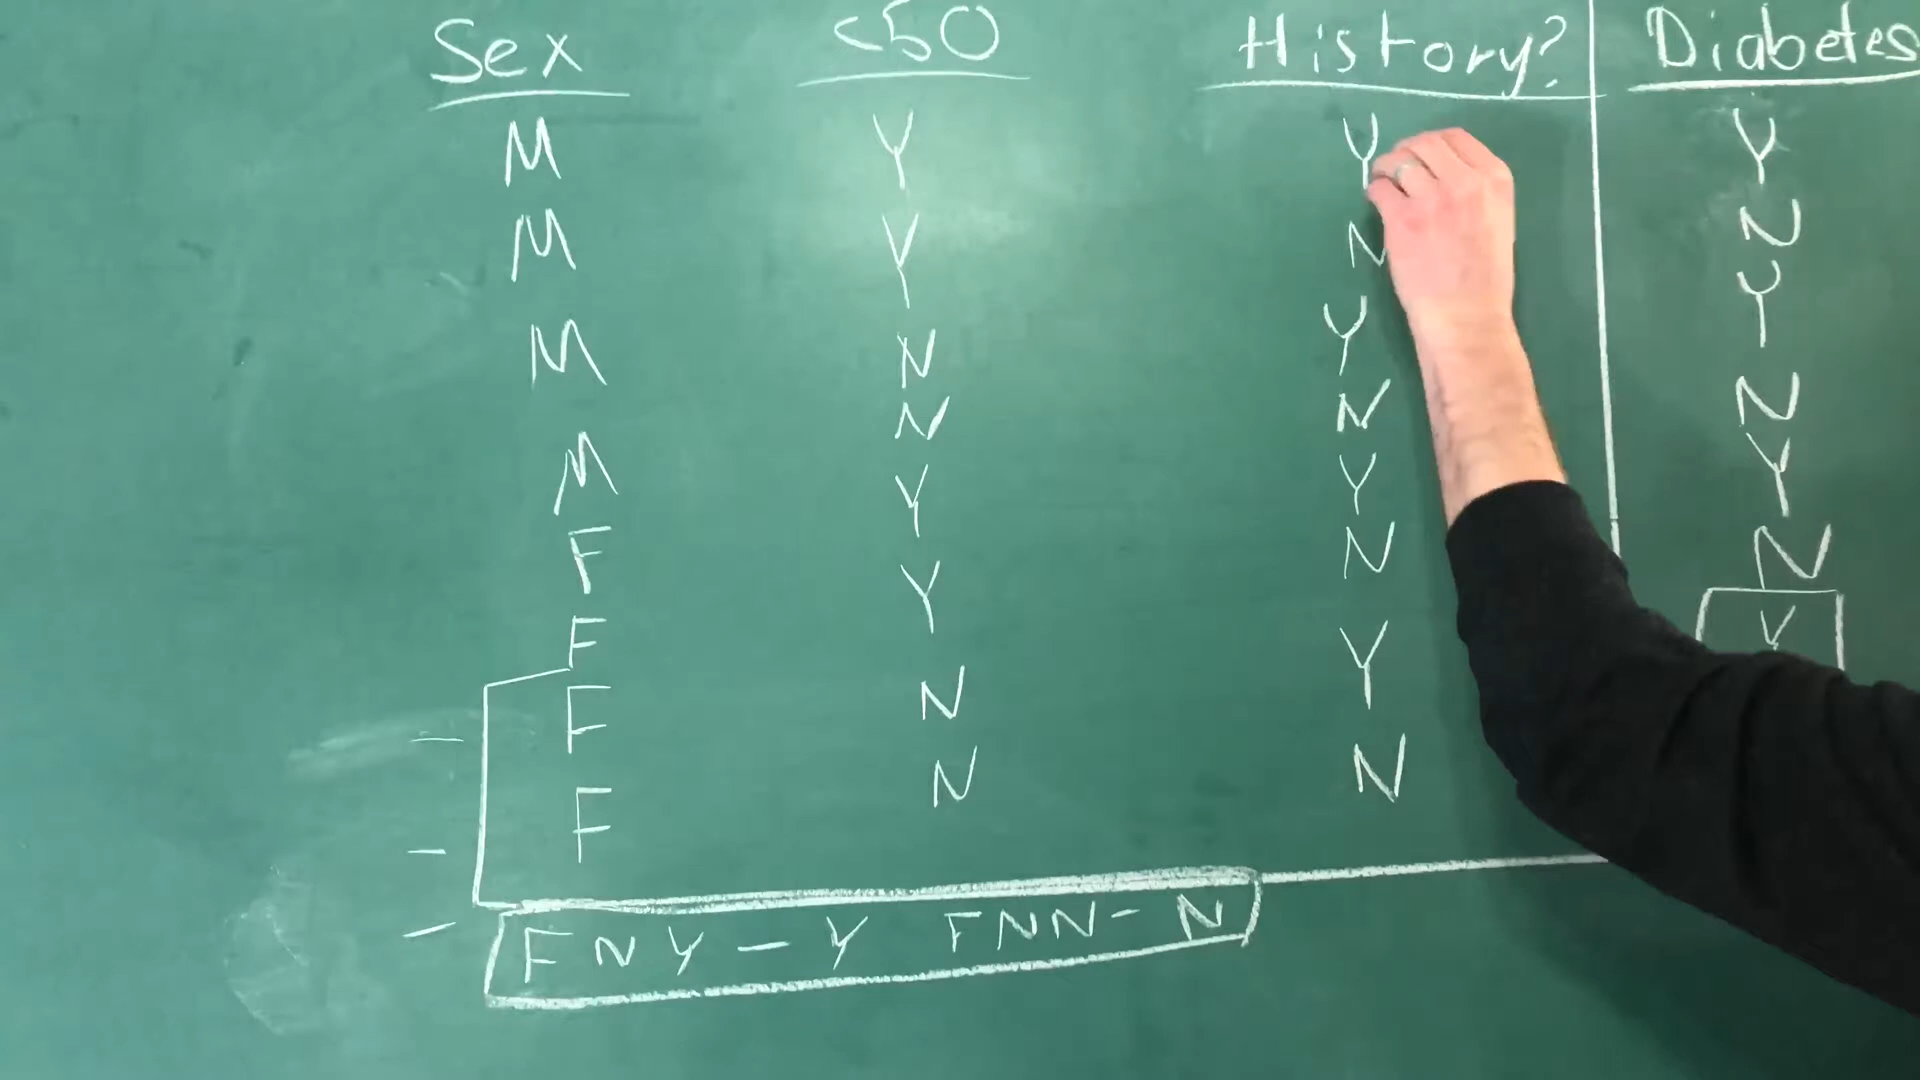 Sex <50 History? Diabetes
M Y Y Y
M Y N N
M N Y Y
M N N N
F Y Y Y
F Y N N
F N Y Y
F N N
F N Y — Y F N N - N